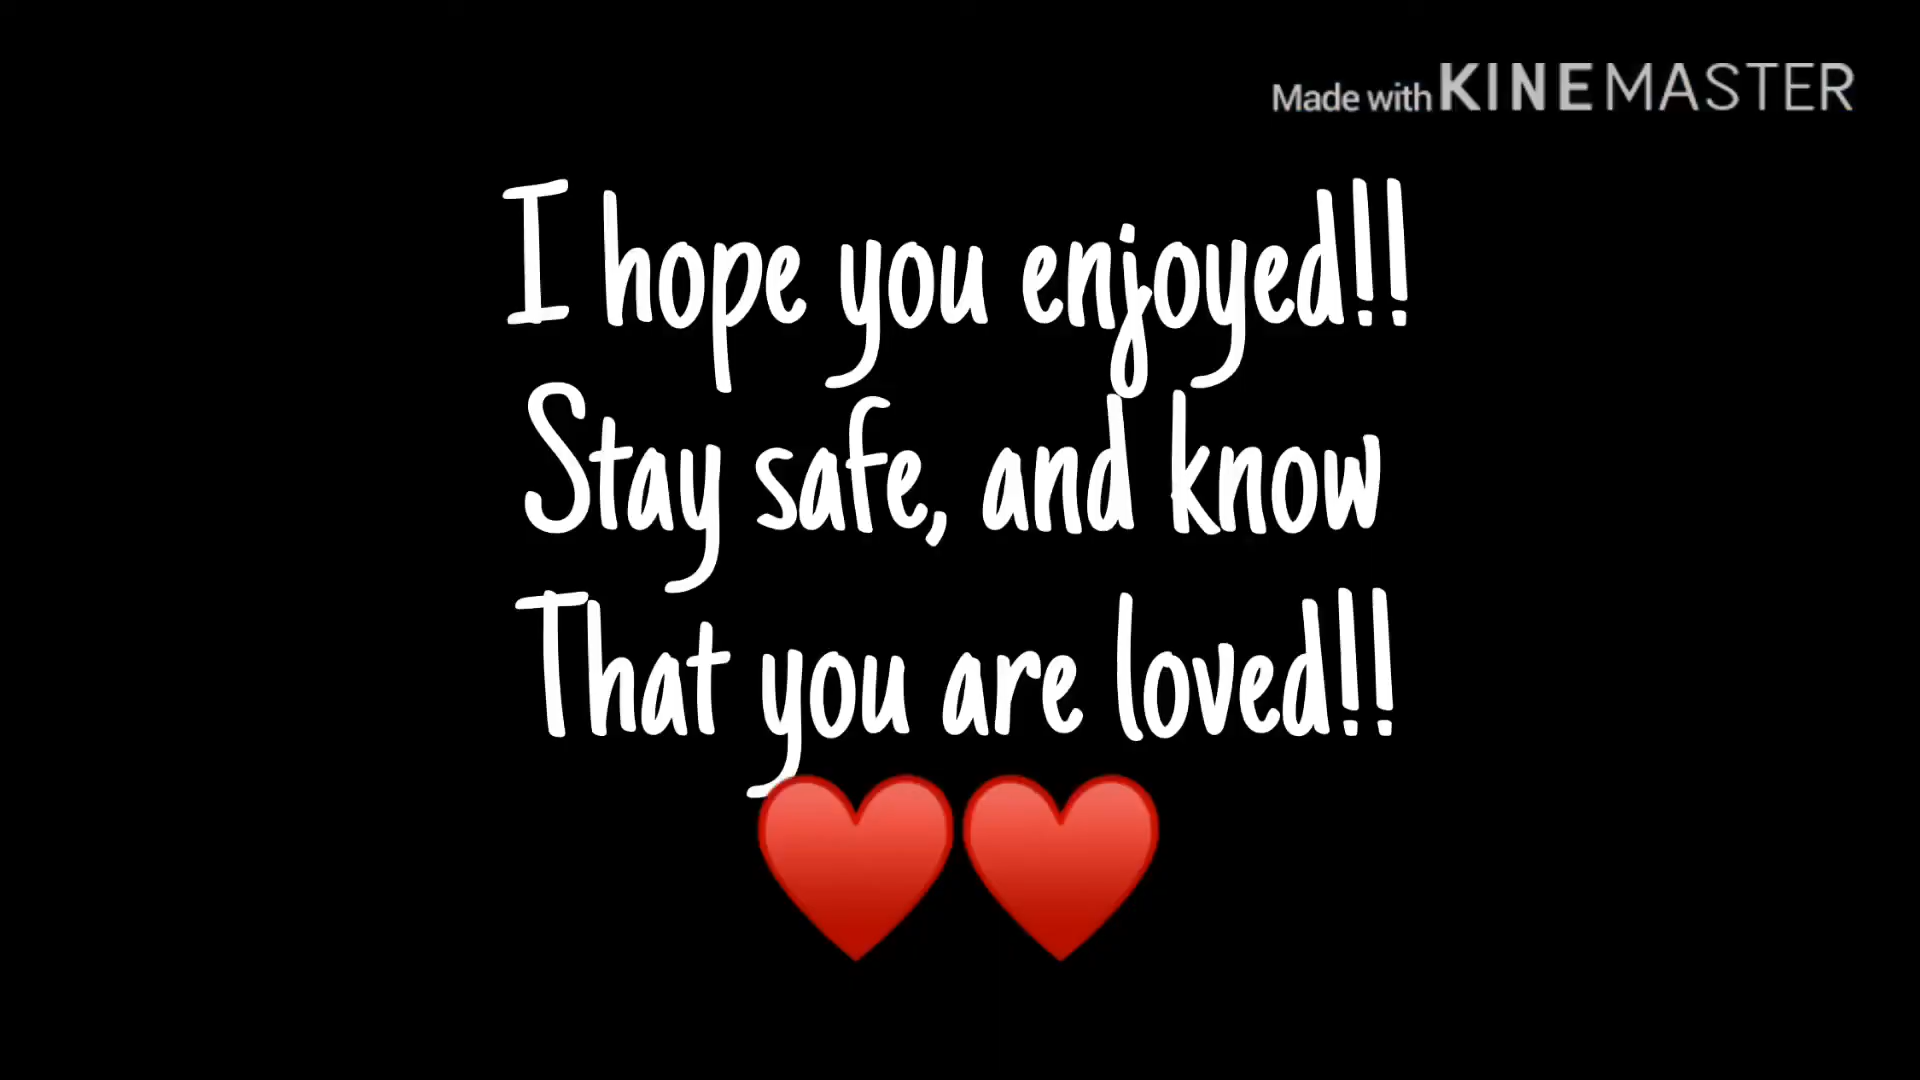 Made with KINEMASTER
I hope you enjoyed!!
Stay safe, and know
That you are loved!!
♥️♥️